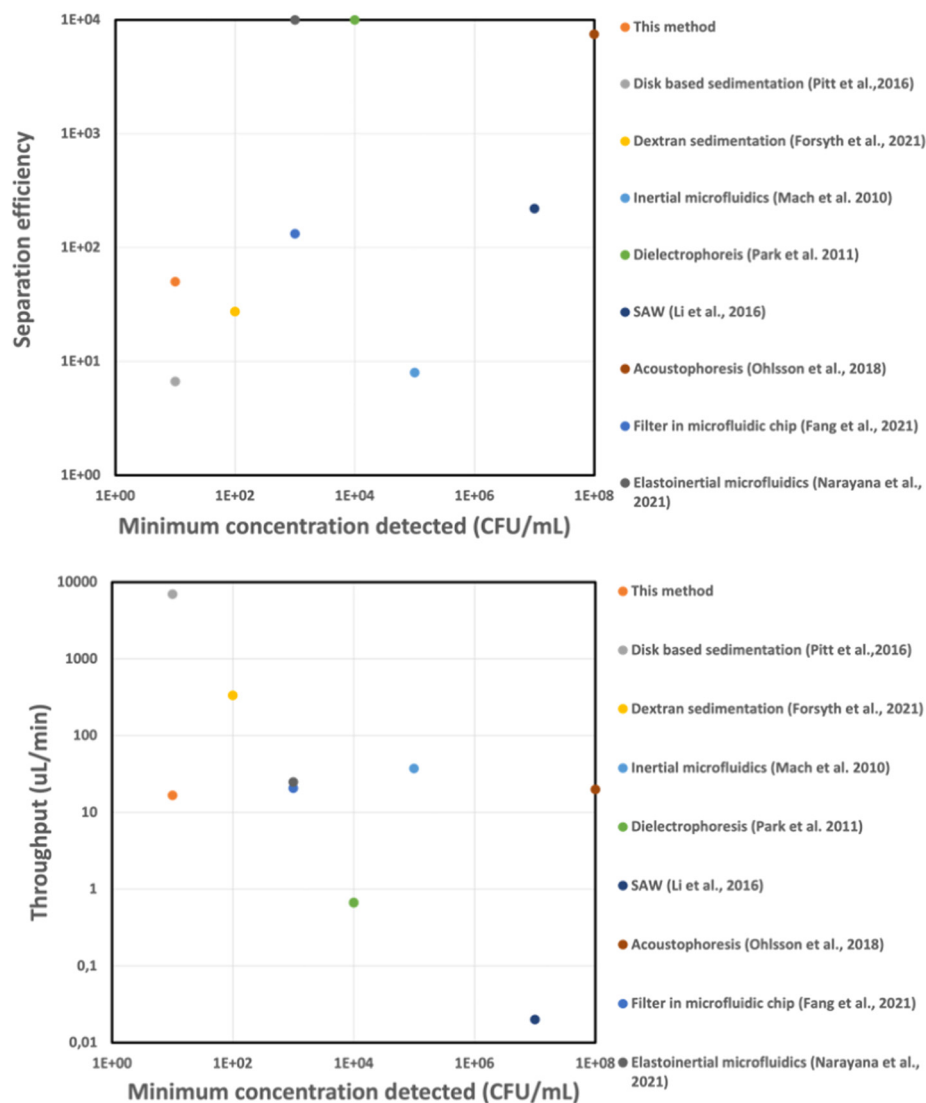 1E+04
1E+03
1E+02
1E+01
1E+00
Separation efficiency
1E+00 1E+02 1E+04 1E+06 1E+08
Minimum concentration detected (CFU/mL)
This method
Disk based sedimentation (Pitt et al.,2016)
Dextran sedimentation (Forsyth et al., 2021)
Inertial microfluidics (Mach et al. 2010)
Dielectrophoreis (Park et al. 2011)
SAW (Li et al., 2016)
Acoustophoresis (Ohlsson et al., 2018)
Filter in microfluidic chip (Fang et al., 2021)
Elastoinertial microfluidics (Narayana et al.,
2021)
10000
1000
100
10
1
0,1
0,01
Throughput (uL/min)
1E+00 1E+02 1E+04 1E+06 1E+08
Minimum concentration detected (CFU/mL)
This method
Disk based sedimentation (Pitt et al.,2016)
Dextran sedimentation (Forsyth et al., 2021)
Inertial microfluidics (Mach et al. 2010)
Dielectrophoresis (Park et al. 2011)
SAW (Li et al., 2016)
Acoustophoresis (Ohlsson et al., 2018)
Filter in microfluidic chip (Fang et al., 2021)
Elastoinertial microfluidics (Narayana et al.,
2021)